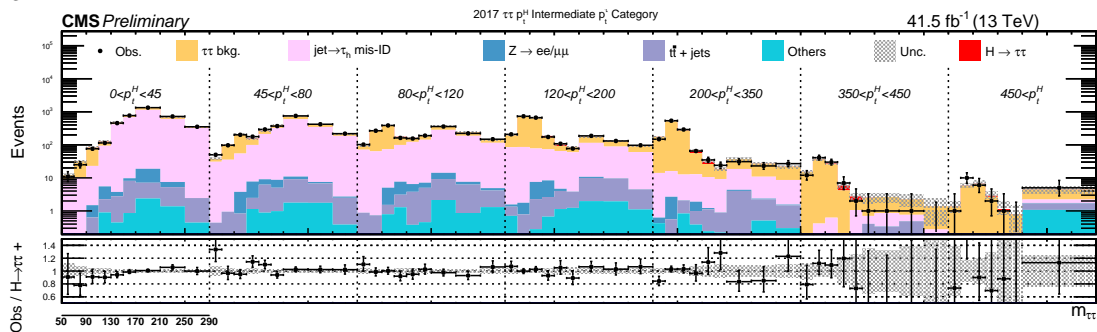 2017 ττ p_t^H Intermediate p_t^τ̂ Category
CMS Preliminary
41.5 fb⁻¹ (13 TeV)
Obs.
ττ bkg.
jet→τ_h mis-ID
Z → ee/μμ
tt̄ + jets
Others
Unc.
H → ττ
0<p_t^H<45
45<p_t^H<80
80<p_t^H<120
120<p_t^H<200
200<p_t^H<350
350<p_t^H<450
450<p_t^H
Events
10⁵
10⁴
10³
10²
10
1
Obs / H→ττ +
1.4
1.2
1.0
0.8
0.6
50 90 130 170 210 250 290
m_ττ